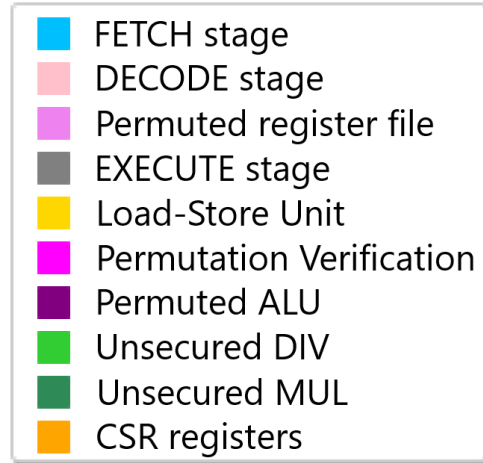 FETCH stage
DECODE stage
Permuted register file
EXECUTE stage
Load-Store Unit
Permutation Verification
Permuted ALU
Unsecured DIV
Unsecured MUL
CSR registers